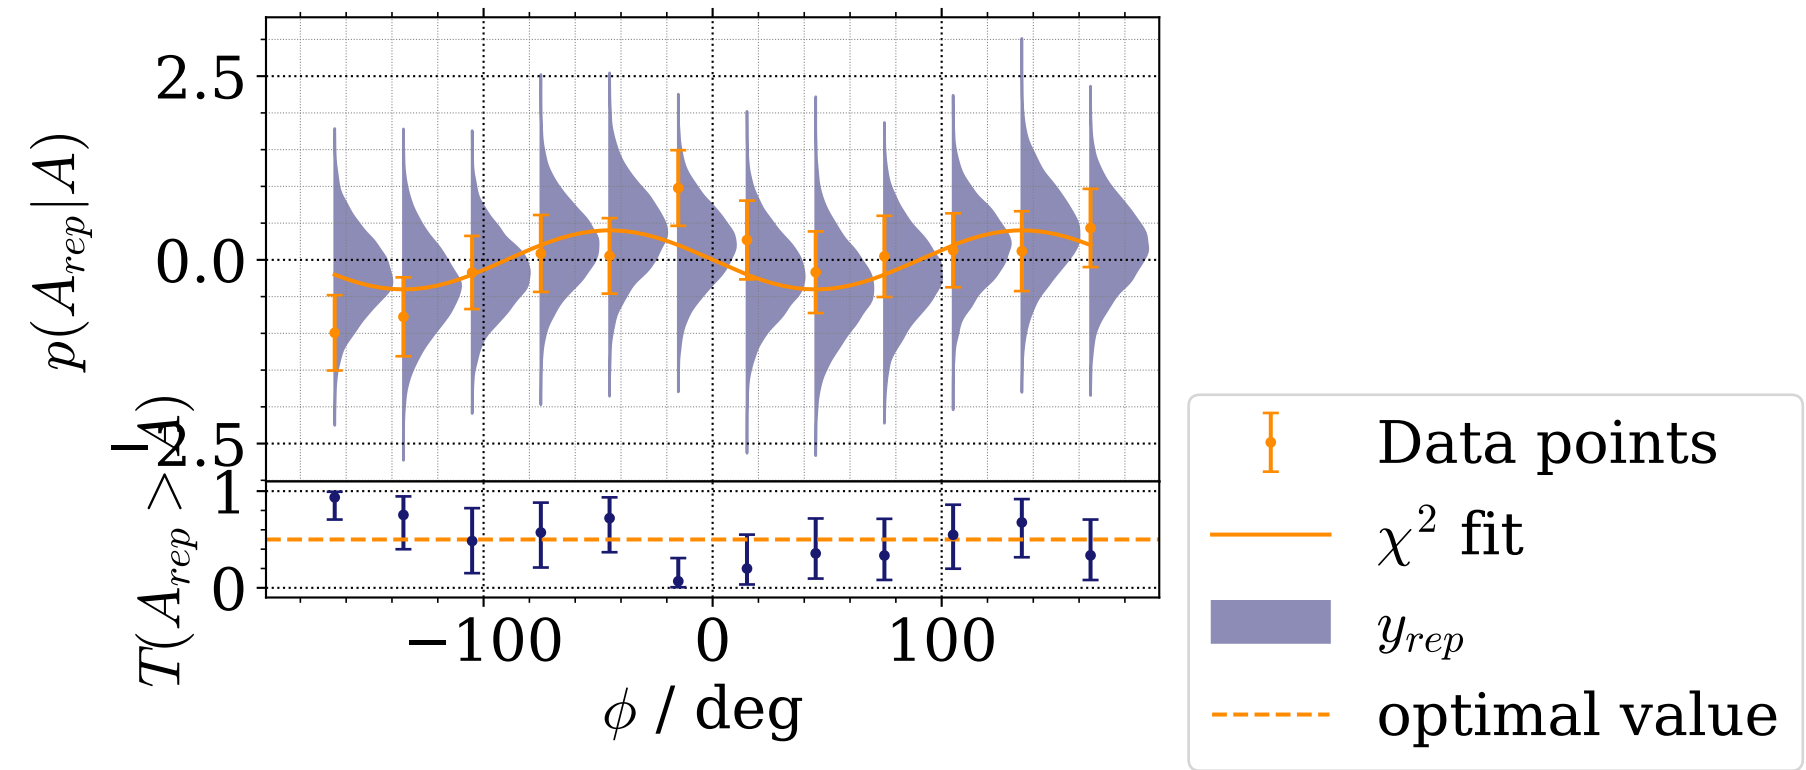 p(A_rep|A)
2.5
0.0
−2.5
T(A_rep > A)
1
0
−100 0 100
ϕ / deg
Data points
χ² fit
y_rep
optimal value